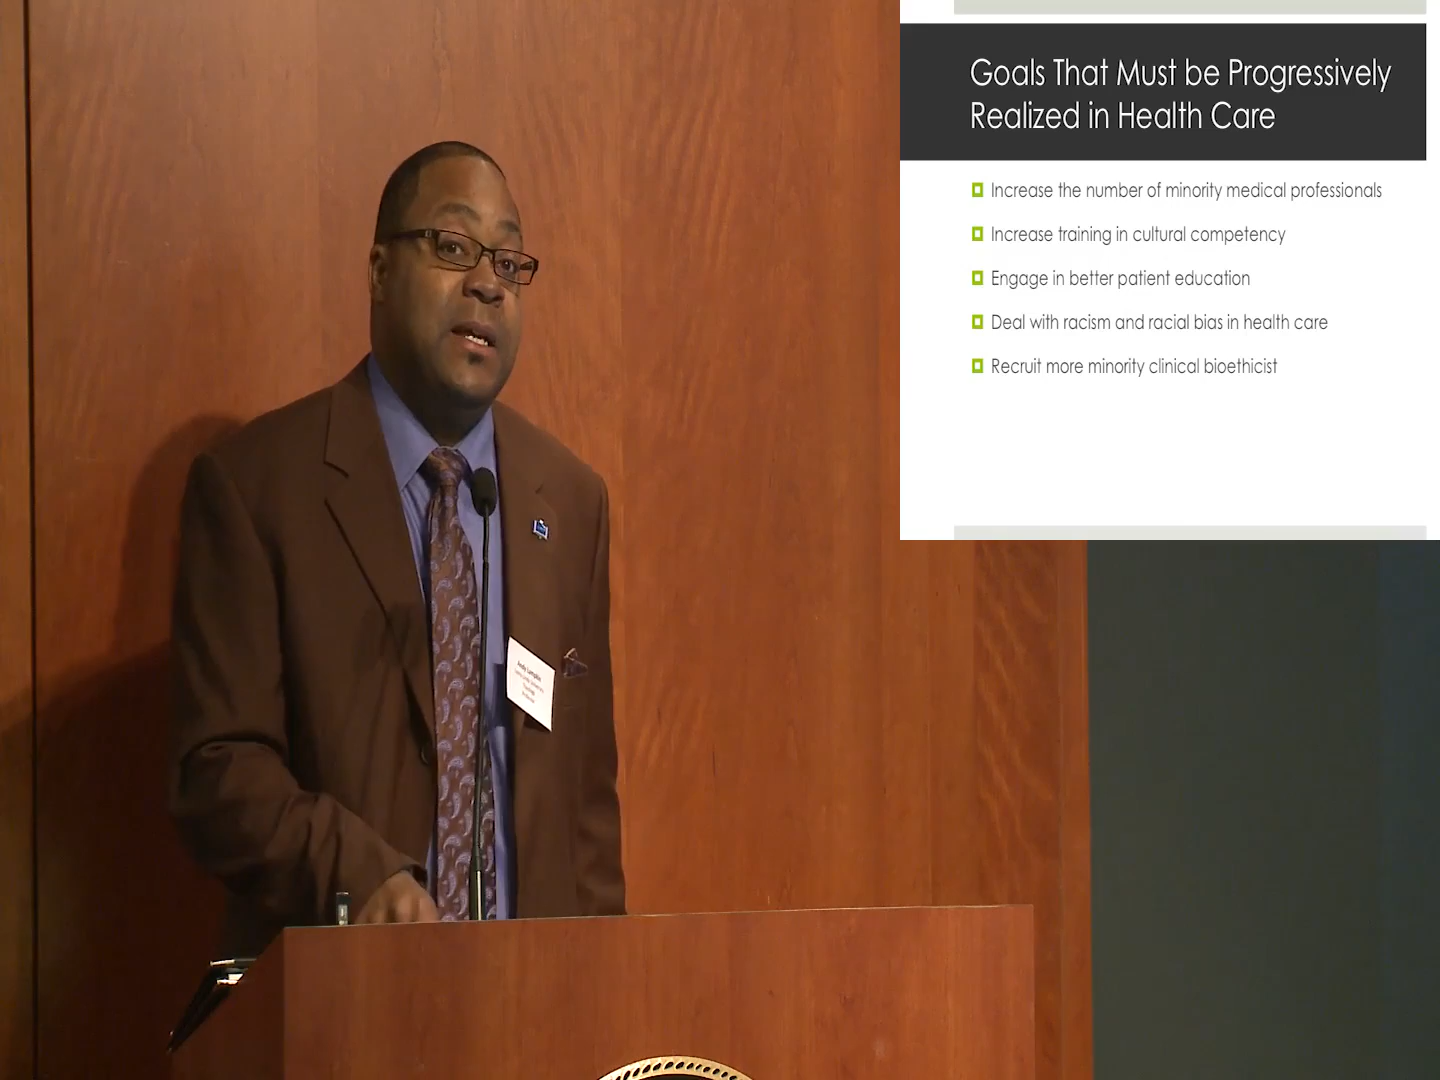 Goals That Must be Progressively
Realized in Health Care
Increase the number of minority medical professionals
Increase training in cultural competency
Engage in better patient education
Deal with racism and racial bias in health care
Recruit more minority clinical bioethicist
Andy Lampkin